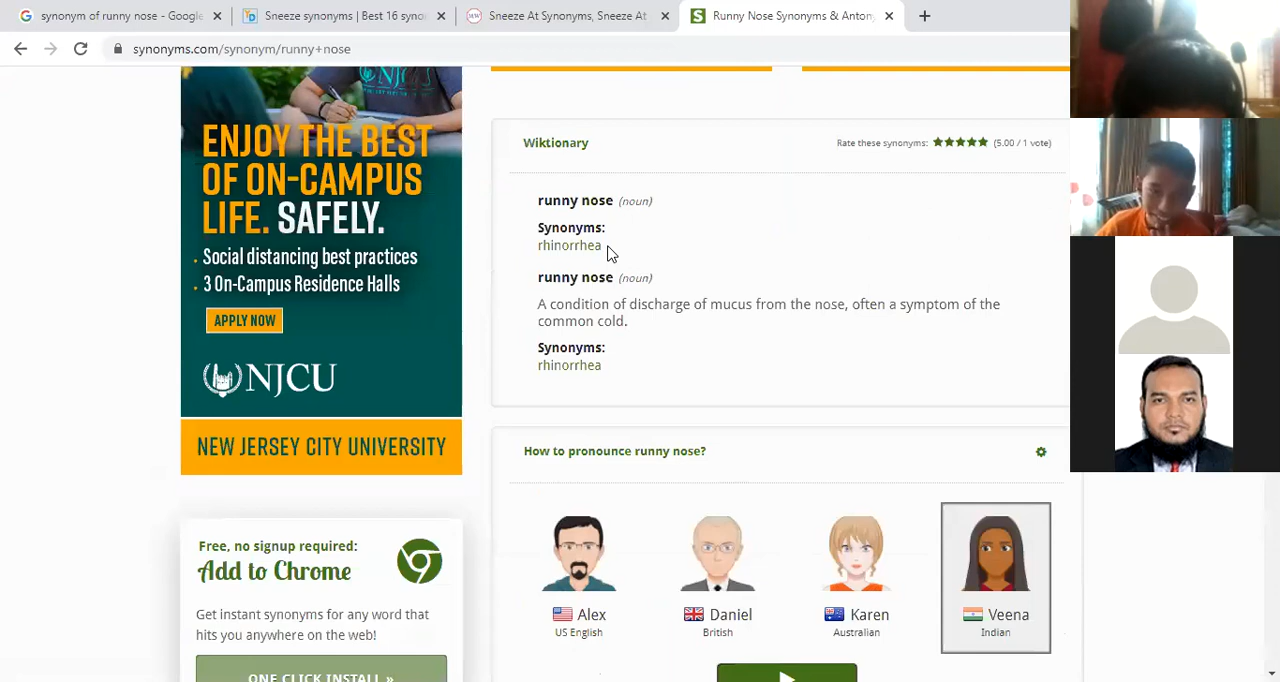 synonym of runny nose - Google
Sneeze synonyms | Best 16 syno
Sneeze At Synonyms, Sneeze At
Runny Nose Synonyms & Anton
synonyms.com/synonym/runny+nose
NJCU
ENJOY THE BEST
OF ON-CAMPUS
LIFE. SAFELY.
• Social distancing best practices
• 3 On-Campus Residence Halls
APPLY NOW
NJCU
NEW JERSEY CITY UNIVERSITY
Free, no signup required:
Add to Chrome
Get instant synonyms for any word that
hits you anywhere on the web!
ONE CLICK INSTALL »
Wiktionary
Rate these synonyms: ★★★★★ (5.00 / 1 vote)
runny nose (noun)
Synonyms:
rhinorrhea
runny nose (noun)
A condition of discharge of mucus from the nose, often a symptom of the
common cold.
Synonyms:
rhinorrhea
How to pronounce runny nose?
Alex
US English
Daniel
British
Karen
Australian
Veena
Indian